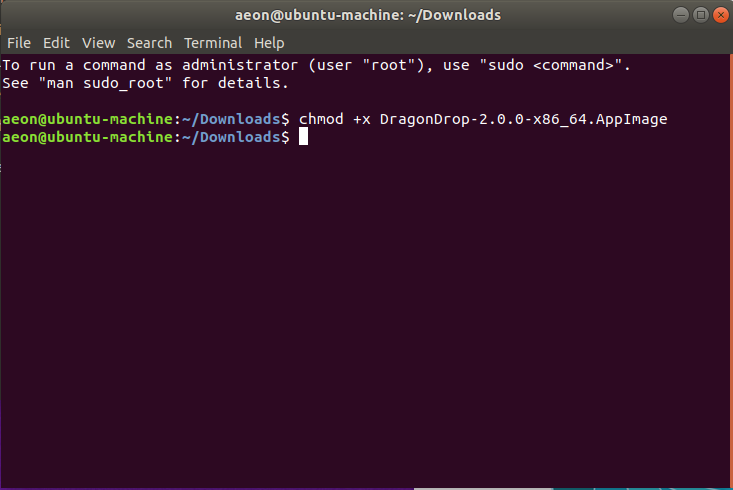 aeon@ubuntu-machine: ~/Downloads
File Edit View Search Terminal Help
To run a command as administrator (user "root"), use "sudo <command>".
See "man sudo_root" for details.
aeon@ubuntu-machine:~/Downloads$ chmod +x DragonDrop-2.0.0-x86_64.AppImage
aeon@ubuntu-machine:~/Downloads$